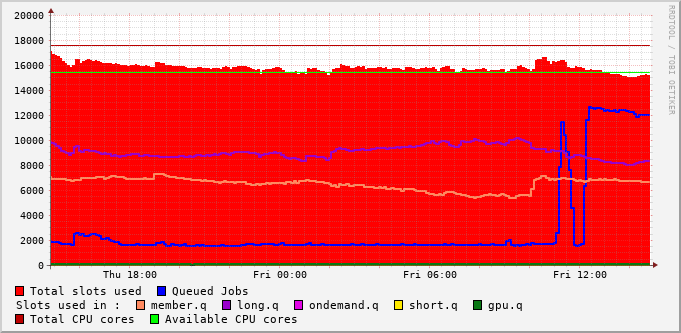 20000
18000
16000
14000
12000
10000
8000
6000
4000
2000
0
Thu 18:00 Fri 00:00 Fri 06:00 Fri 12:00
RRDTOOL / TOBI OETIKER
Total slots used Queued Jobs
Slots used in : member.q long.q ondemand.q short.q gpu.q
Total CPU cores Available CPU cores